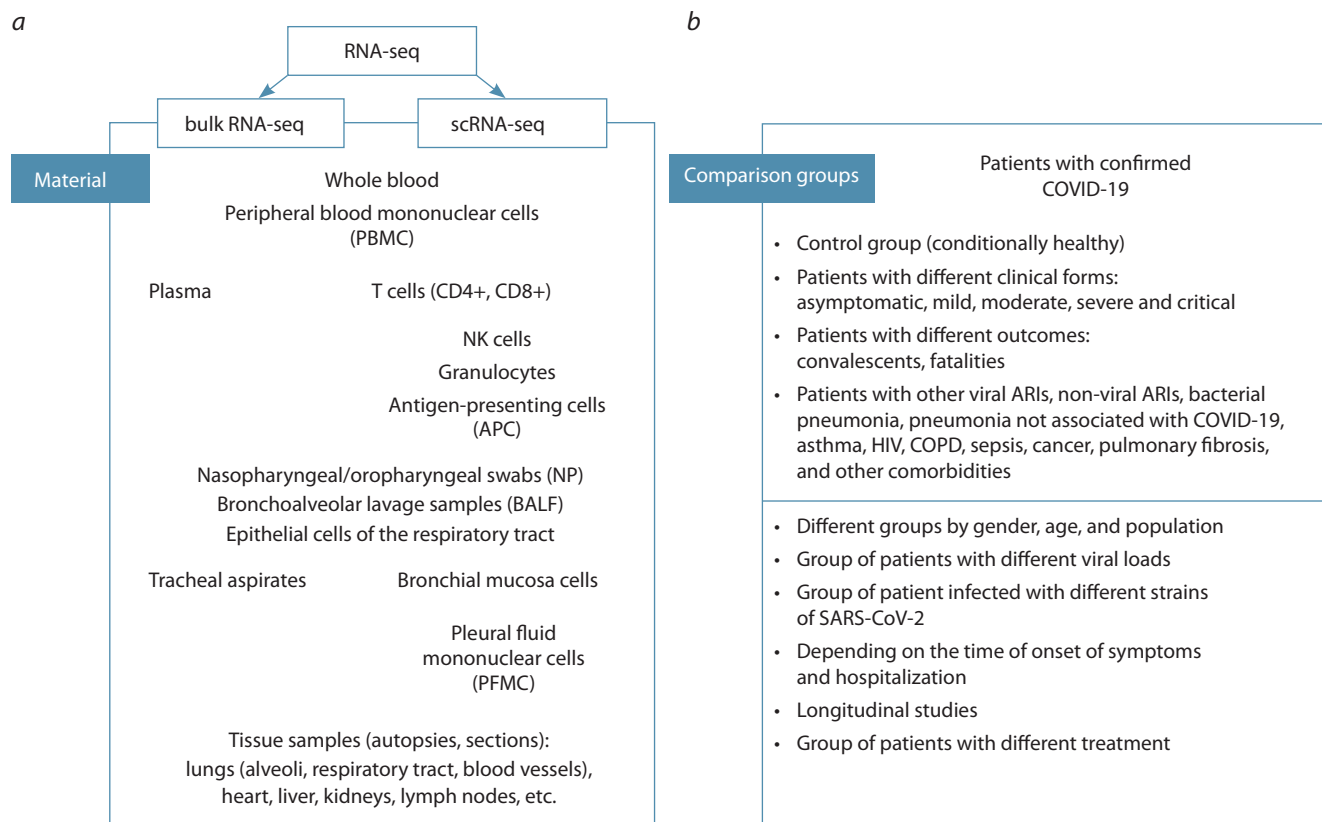 a
RNA-seq
bulk RNA-seq
scRNA-seq
Material
Whole blood
Peripheral blood mononuclear cells
(PBMC)
Plasma
T cells (CD4+, CD8+)
NK cells
Granulocytes
Antigen-presenting cells
(APC)
Nasopharyngeal/oropharyngeal swabs (NP)
Bronchoalveolar lavage samples (BALF)
Epithelial cells of the respiratory tract
Tracheal aspirates
Bronchial mucosa cells
Pleural fluid
mononuclear cells
(PFMC)
Tissue samples (autopsies, sections):
lungs (alveoli, respiratory tract, blood vessels),
heart, liver, kidneys, lymph nodes, etc.
b
Comparison groups
Patients with confirmed
COVID-19
• Control group (conditionally healthy)
• Patients with different clinical forms:
asymptomatic, mild, moderate, severe and critical
• Patients with different outcomes:
convalescents, fatalities
• Patients with other viral ARIs, non-viral ARIs, bacterial
pneumonia, pneumonia not associated with COVID-19,
asthma, HIV, COPD, sepsis, cancer, pulmonary fibrosis,
and other comorbidities
• Different groups by gender, age, and population
• Group of patients with different viral loads
• Group of patient infected with different strains
of SARS-CoV-2
• Depending on the time of onset of symptoms
and hospitalization
• Longitudinal studies
• Group of patients with different treatment